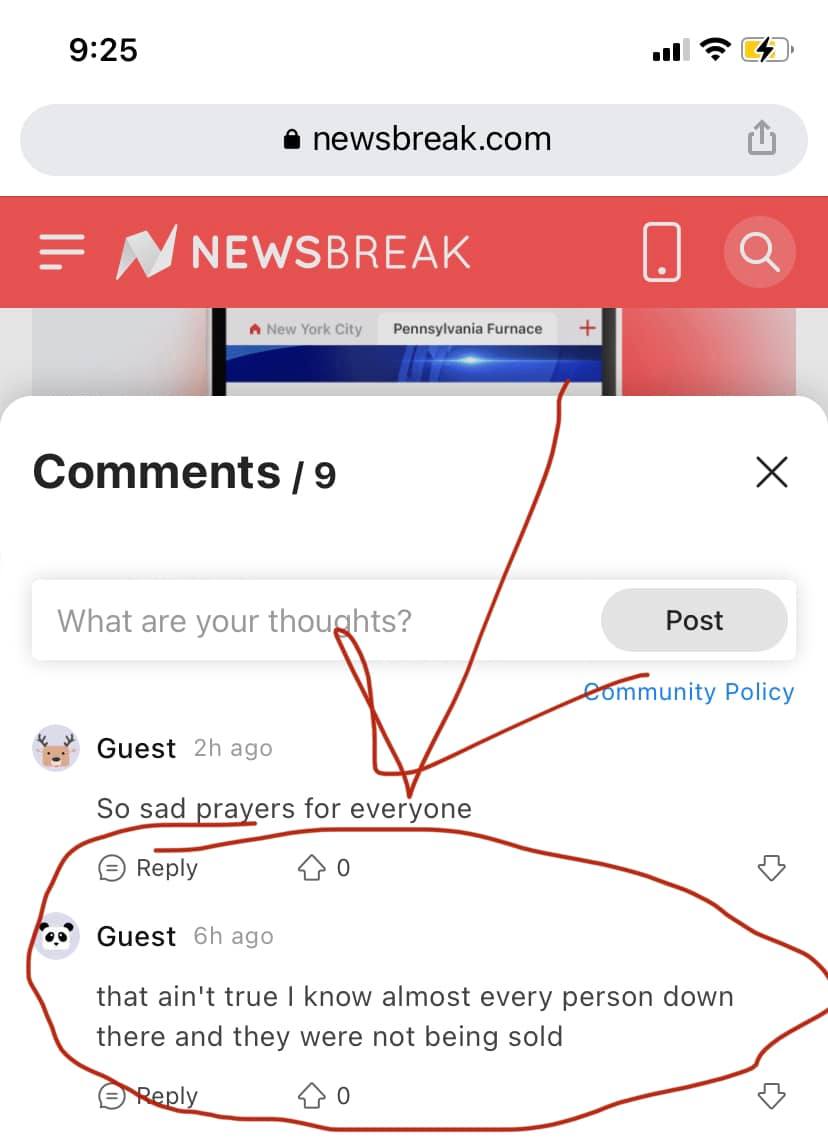 9:25
newsbreak.com
NEWSBREAK
New York City Pennsylvania Furnace +
Comments / 9
What are your thoughts? Post
Community Policy
Guest 2h ago
So sad prayers for everyone
Reply 0
Guest 6h ago
that ain't true I know almost every person down
there and they were not being sold
Reply 0